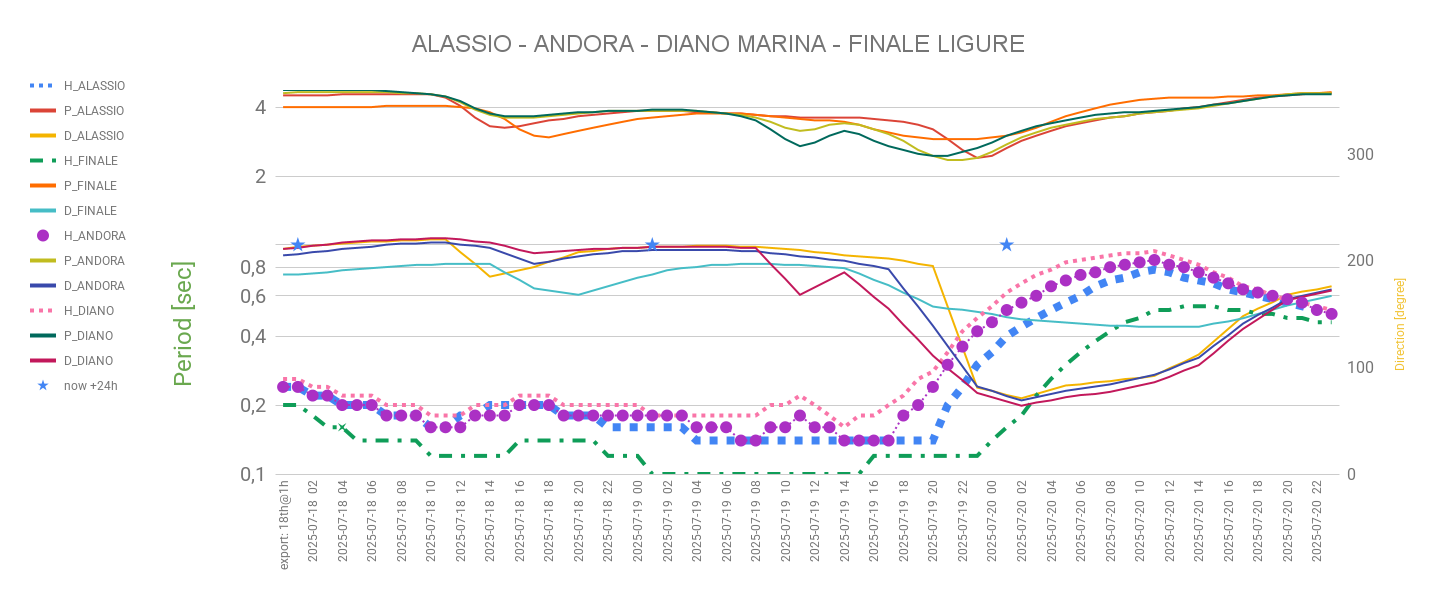 ALASSIO - ANDORA - DIANO MARINA - FINALE LIGURE
H_ALASSIO
P_ALASSIO
D_ALASSIO
H_FINALE
P_FINALE
D_FINALE
H_ANDORA
P_ANDORA
D_ANDORA
H_DIANO
P_DIANO
D_DIANO
now +24h
Period [sec]
4
2
0,8
0,6
0,4
0,2
0,1
300
200
100
0
Direction [degree]
export: 18th@1h
2025-07-18 02
2025-07-18 04
2025-07-18 06
2025-07-18 08
2025-07-18 10
2025-07-18 12
2025-07-18 14
2025-07-18 16
2025-07-18 18
2025-07-18 20
2025-07-18 22
2025-07-19 00
2025-07-19 02
2025-07-19 04
2025-07-19 06
2025-07-19 08
2025-07-19 10
2025-07-19 12
2025-07-19 14
2025-07-19 16
2025-07-19 18
2025-07-19 20
2025-07-19 22
2025-07-20 00
2025-07-20 02
2025-07-20 04
2025-07-20 06
2025-07-20 08
2025-07-20 10
2025-07-20 12
2025-07-20 14
2025-07-20 16
2025-07-20 18
2025-07-20 20
2025-07-20 22